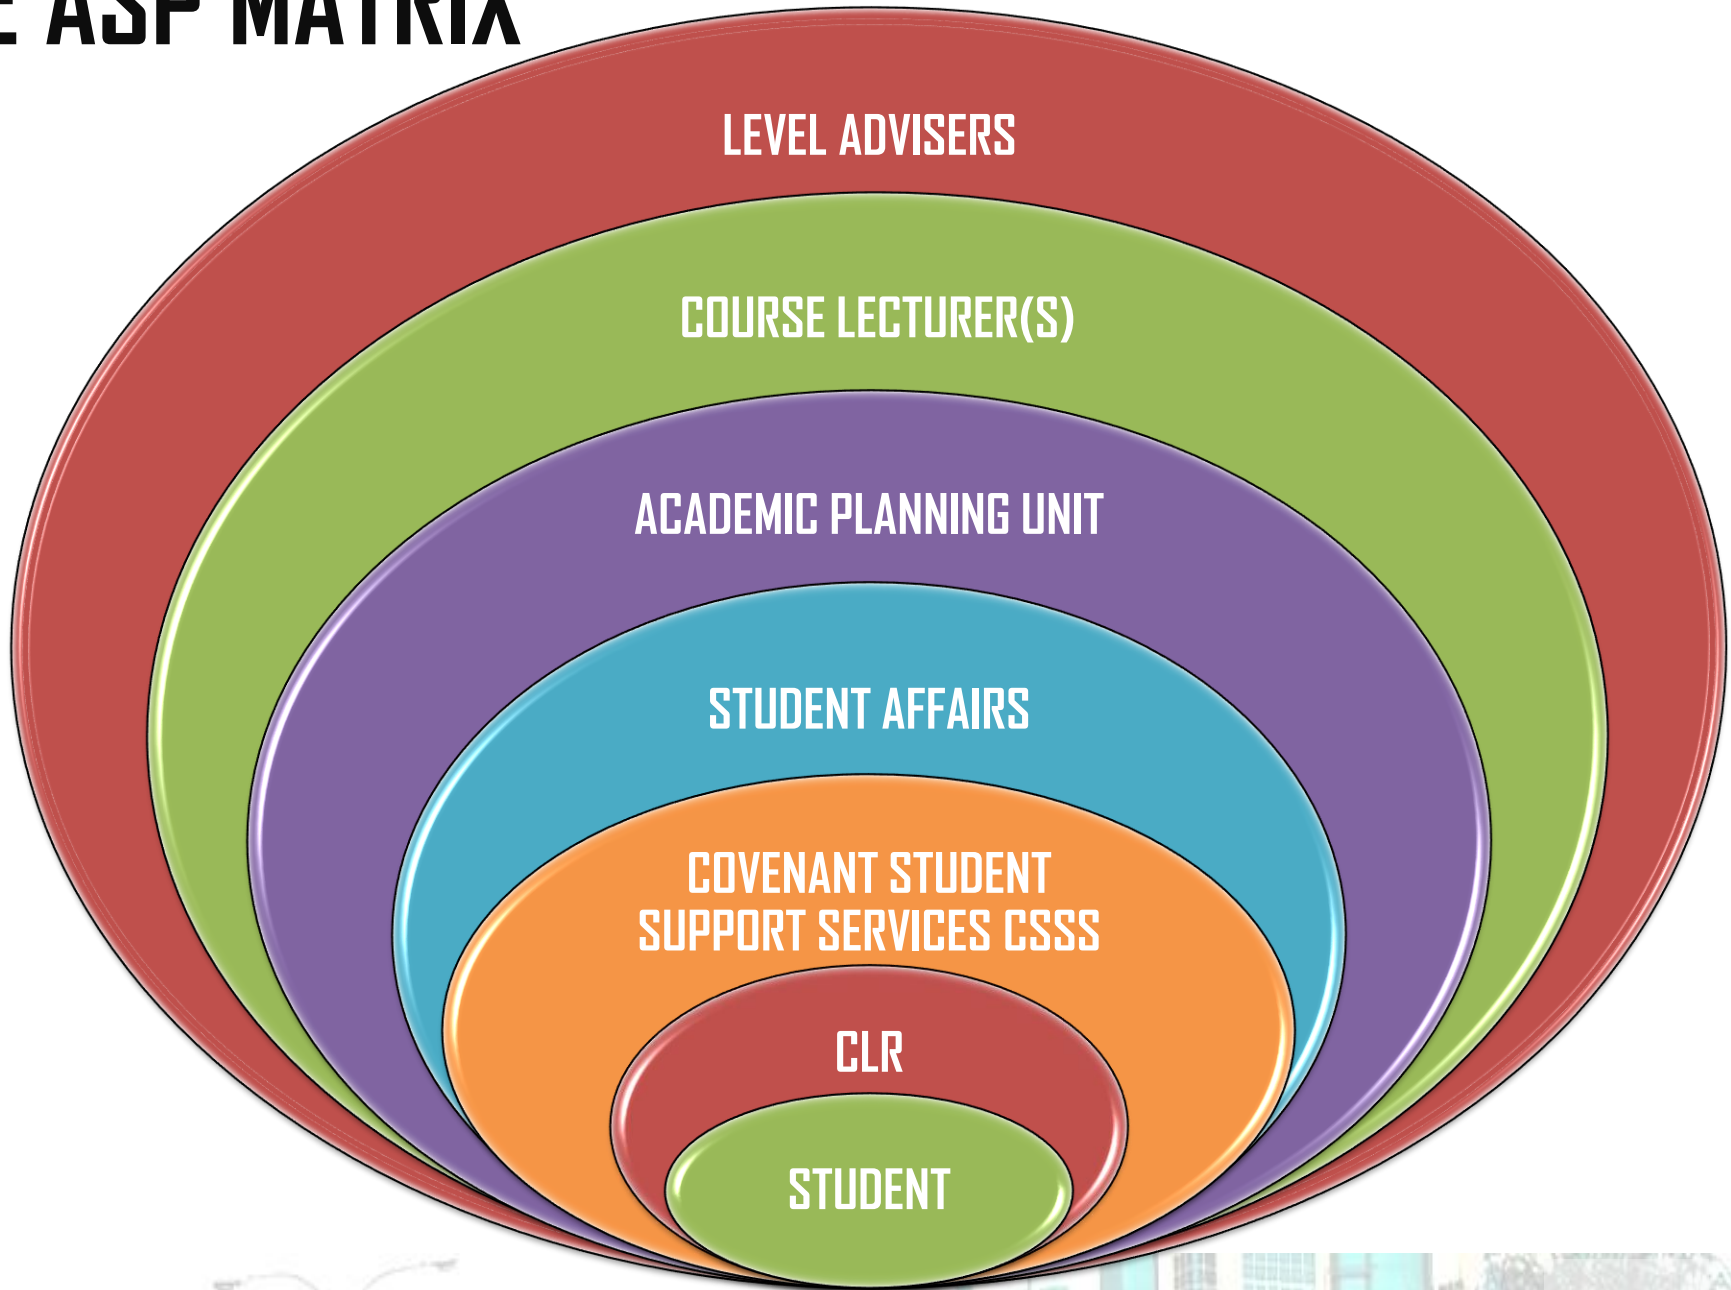 E ASP MATRIX
LEVEL ADVISERS
COURSE LECTURER(S)
ACADEMIC PLANNING UNIT
STUDENT AFFAIRS
COVENANT STUDENT
SUPPORT SERVICES CSSS
CLR
STUDENT